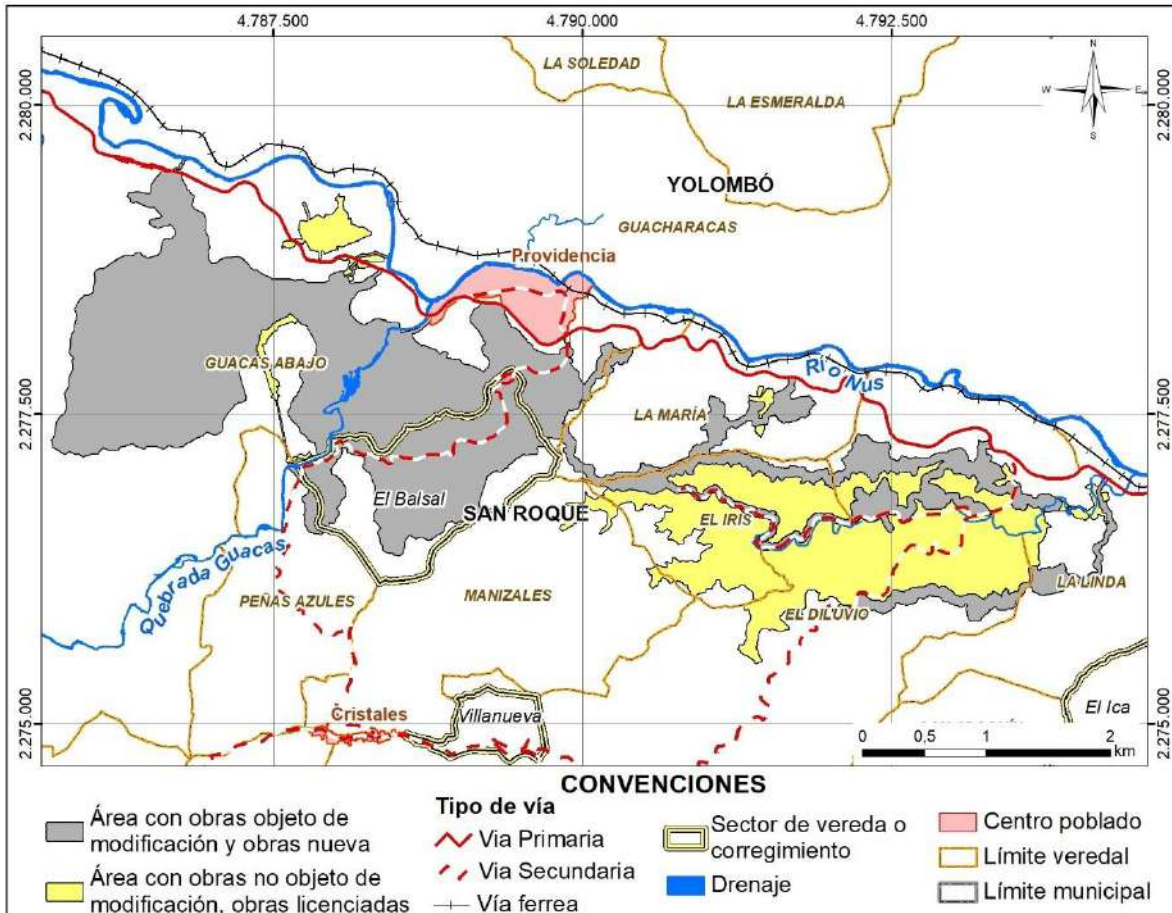 4.787.500 4.790.000 4.792.500
2.280.000 2.280.000
N
W E
S
LA SOLEDAD
LA ESMERALDA
YOLOMBÓ
GUACHARACAS
Providencia
GUACAS ABAJO
Río Nús
2.277.500 2.277.500
LA MARÍA
El Balsal
SAN ROQUE
EL IRIS
Quebrada Guacas
PEÑAS AZULES
MANIZALES
LA LINDA
EL DILUVIO
Cristales
Villanueva
El Ica
2.275.000 2.275.000
0 0.5 1 2
km
CONVENCIONES
Área con obras objeto de
modificación y obras nueva
Área con obras no objeto de
modificación, obras licenciadas
Tipo de vía
Via Primaria
Via Secundaria
Vía ferrea
Sector de vereda o
corregimiento
Drenaje
Centro poblado
Límite veredal
Límite municipal